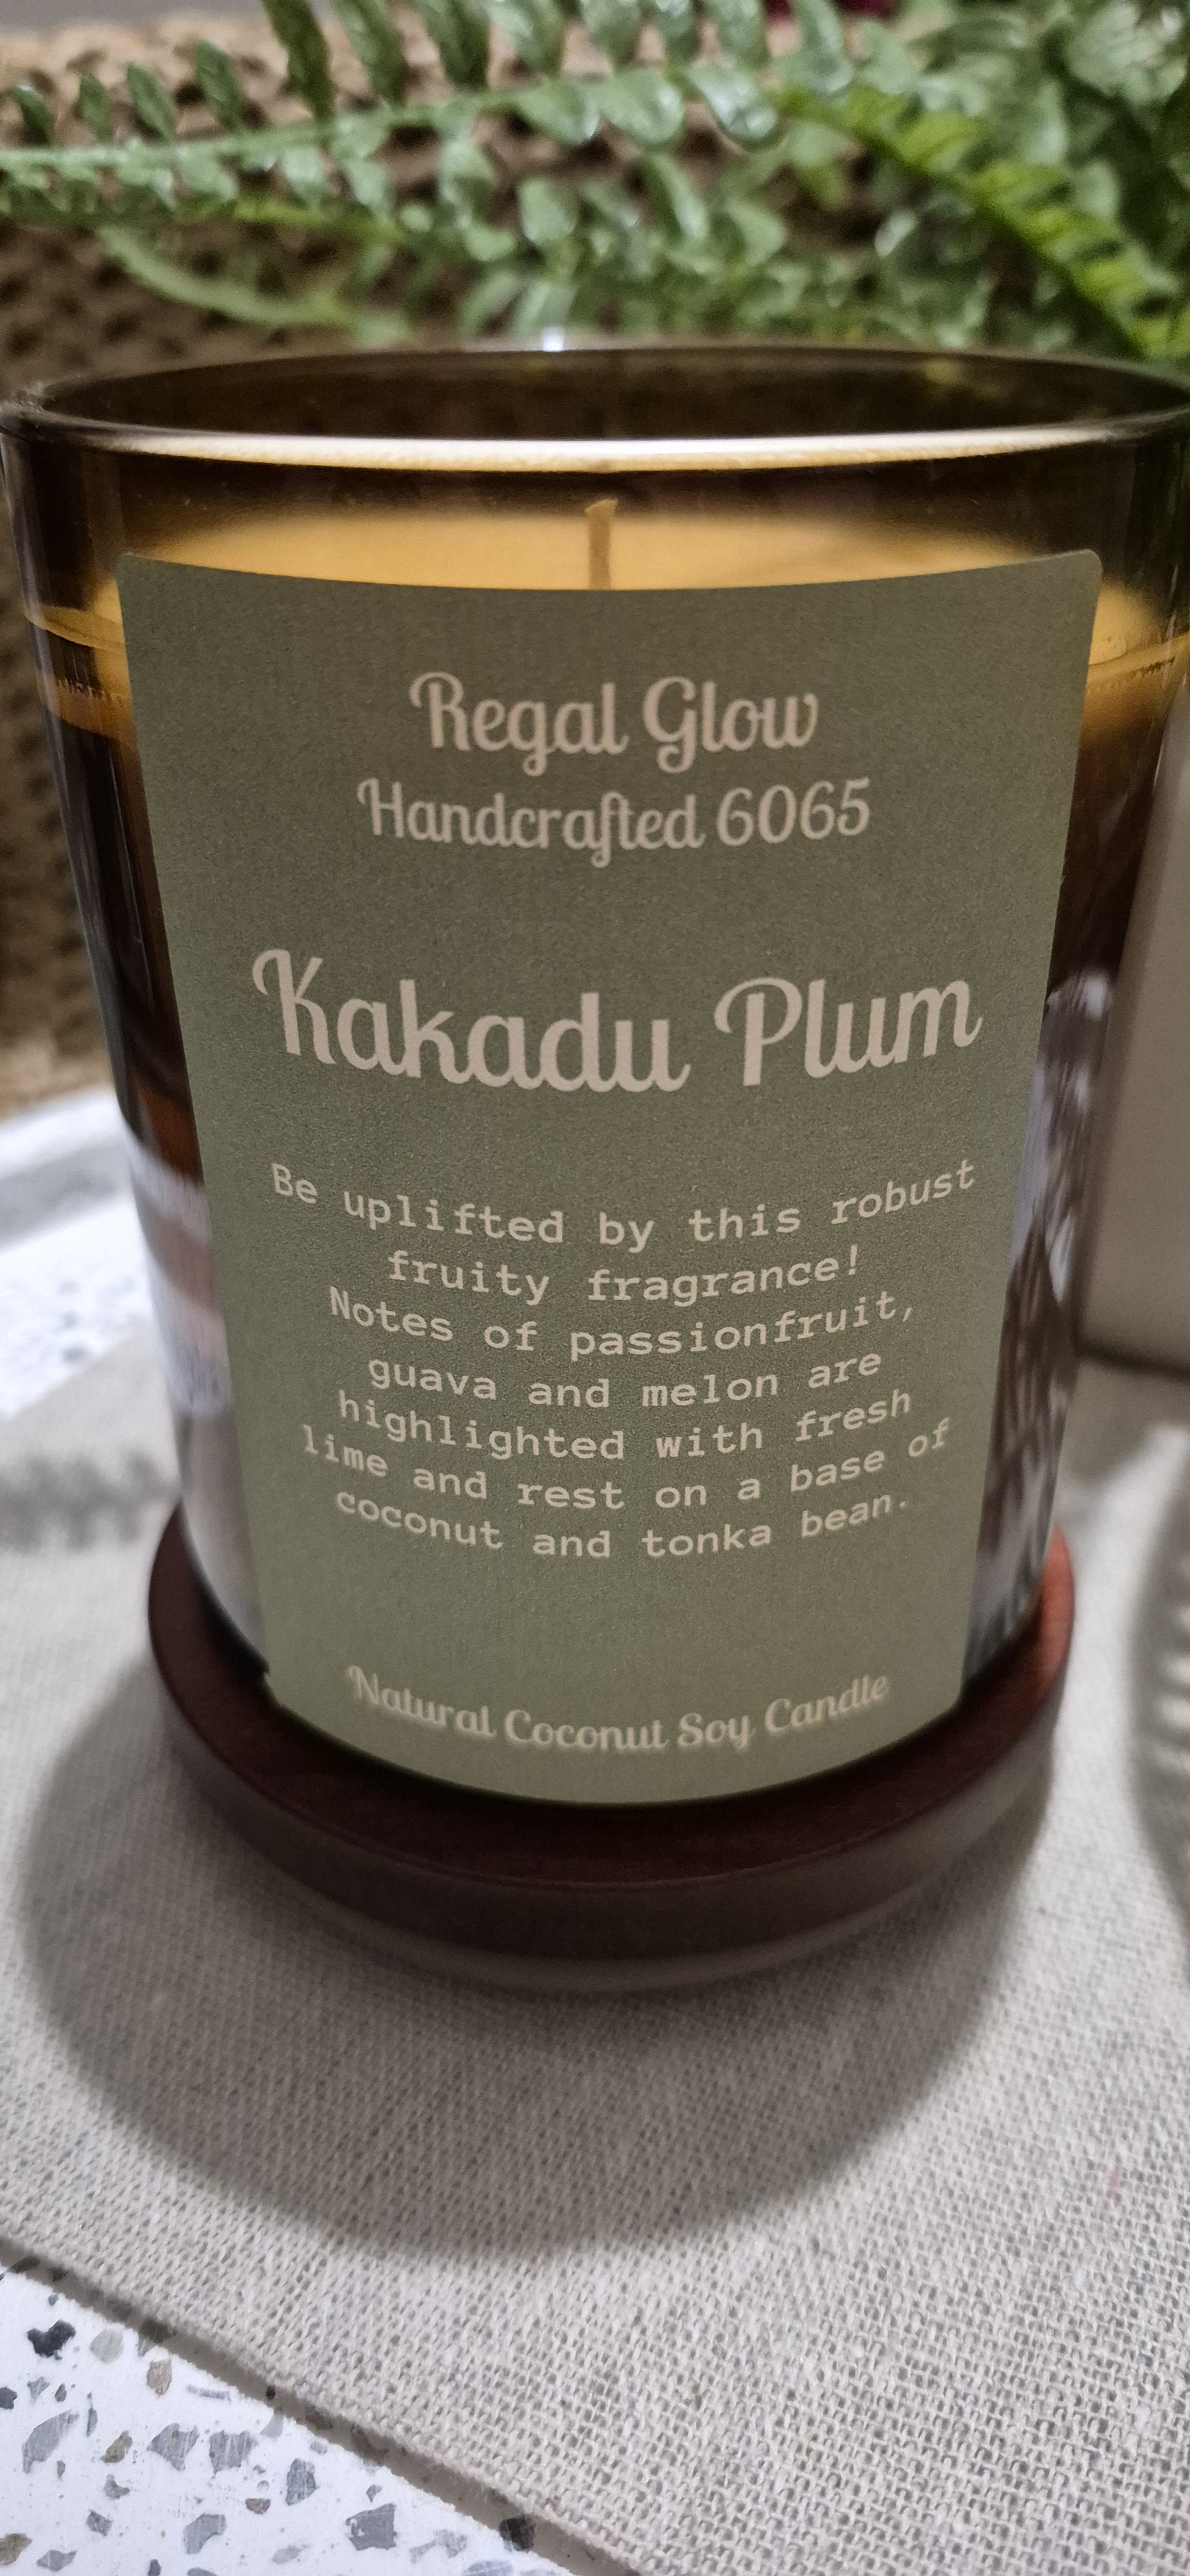 Regal Glow
Handcrafted 6065
Kakadu Plum
Be uplifted by this robust
fruity fragrance!
Notes of passionfruit,
guava and melon are
highlighted with fresh
lime and rest on a base of
coconut and tonka bean.
Natural Coconut Soy Candle